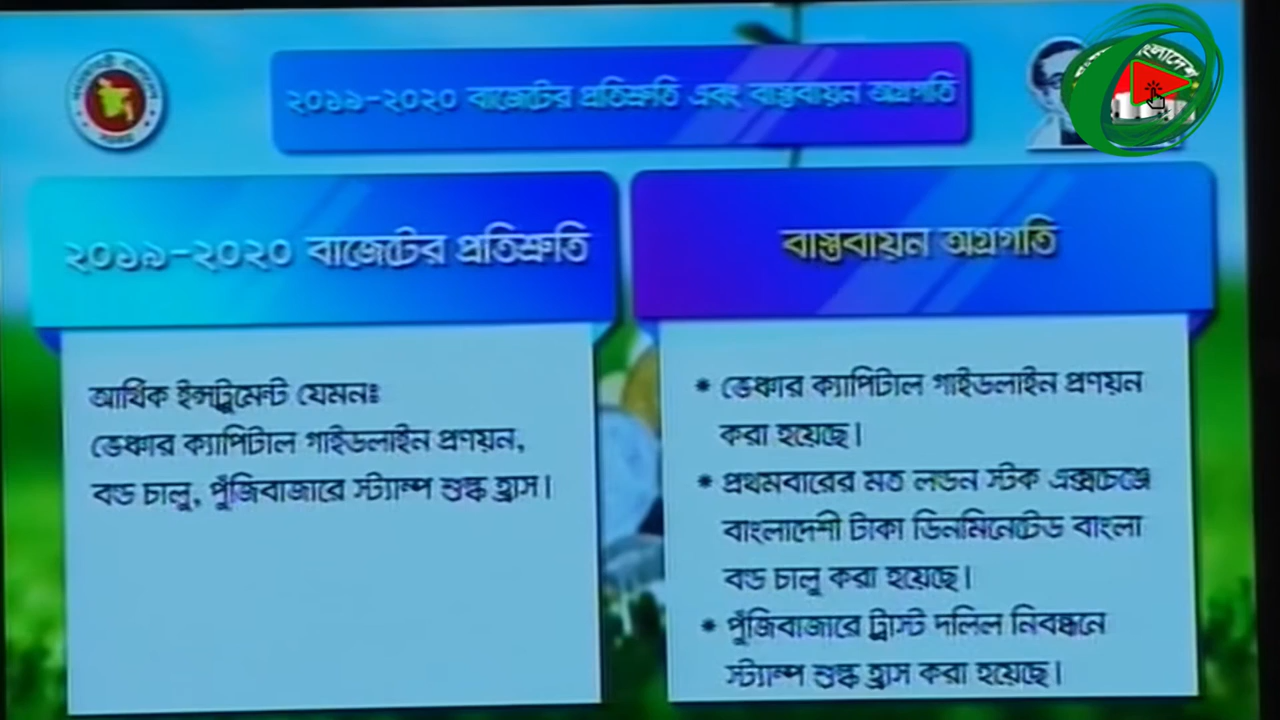 ২০১৯-২০২০ বাজেটের প্রতিশ্রুতি এবং বাস্তবায়ন অগ্রগতি
২০১৯-২০২০ বাজেটের প্রতিশ্রুতি
আর্থিক ইন্সট্রুমেন্ট যেমনঃ
ভেঞ্চার ক্যাপিটাল গাইডলাইন প্রণয়ন,
বন্ড চালু, পুঁজিবাজারে স্ট্যাম্প শুল্ক হ্রাস।
বাস্তবায়ন অগ্রগতি
* ভেঞ্চার ক্যাপিটাল গাইডলাইন প্রণয়ন
করা হয়েছে।
* প্রথমবারের মত লন্ডন স্টক এক্সচেঞ্জে
বাংলাদেশী টাকা ডিনমিনেটেড বাংলা
বন্ড চালু করা হয়েছে।
* পুঁজিবাজারে ট্রাস্ট দলিল নিবন্ধনে
স্ট্যাম্প শুল্ক হ্রাস করা হয়েছে।